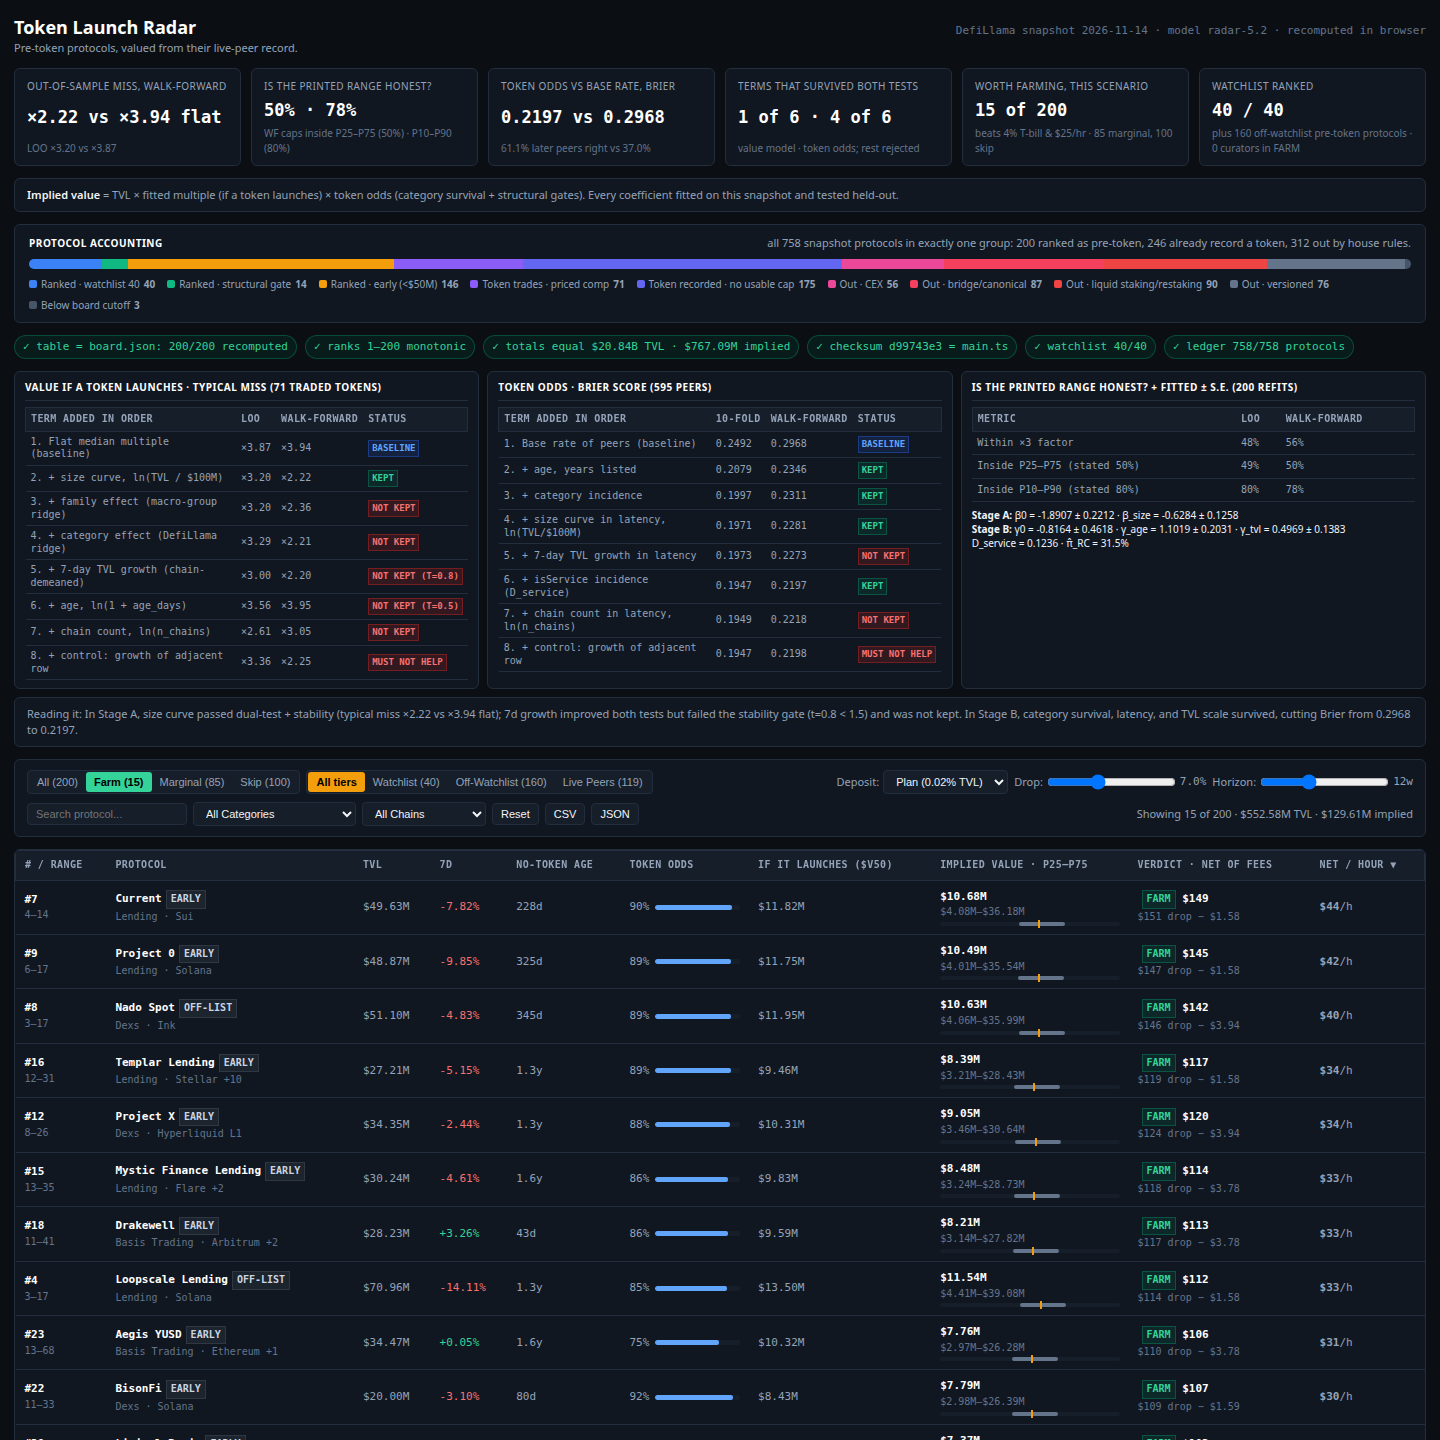 Token Launch Radar
Pre-token protocols, valued from their live-peer record.
DefiLlama snapshot 2026-11-14 · model radar-5.2 · recomputed in browser
OUT-OF-SAMPLE MISS, WALK-FORWARD
×2.22 vs ×3.94 flat
LOO ×3.20 vs ×3.87
IS THE PRINTED RANGE HONEST?
50% · 78%
WF caps inside P25–P75 (50%) · P10–P90
(80%)
TOKEN ODDS VS BASE RATE, BRIER
0.2197 vs 0.2968
61.1% later peers right vs 37.0%
TERMS THAT SURVIVED BOTH TESTS
1 of 6 · 4 of 6
value model · token odds; rest rejected
WORTH FARMING, THIS SCENARIO
15 of 200
beats 4% T-bill & $25/hr · 85 marginal, 100
skip
WATCHLIST RANKED
40 / 40
plus 160 off-watchlist pre-token protocols ·
0 curators in FARM
Implied value = TVL × fitted multiple (if a token launches) × token odds (category survival + structural gates). Every coefficient fitted on this snapshot and tested held-out.
PROTOCOL ACCOUNTING
all 758 snapshot protocols in exactly one group: 200 ranked as pre-token, 246 already record a token, 312 out by house rules.
Ranked · watchlist 40 40
Ranked · structural gate 14
Ranked · early (<$50M) 146
Token trades · priced comp 71
Token recorded · no usable cap 175
Out · CEX 56
Out · bridge/canonical 87
Out · liquid staking/restaking 90
Out · versioned 76
Below board cutoff 3
✓ table = board.json: 200/200 recomputed
✓ ranks 1–200 monotonic
✓ totals equal $20.84B TVL · $767.09M implied
✓ checksum d99743e3 = main.ts
✓ watchlist 40/40
✓ ledger 758/758 protocols
VALUE IF A TOKEN LAUNCHES · TYPICAL MISS (71 TRADED TOKENS)
TERM ADDED IN ORDER LOO WALK-FORWARD STATUS
1. Flat median multiple
(baseline) ×3.87 ×3.94 BASELINE
2. + size curve, ln(TVL / $100M) ×3.20 ×2.22 KEPT
3. + family effect (macro-group
ridge) ×3.20 ×2.36 NOT KEPT
4. + category effect (DefiLlama
ridge) ×3.29 ×2.21 NOT KEPT
5. + 7-day TVL growth (chain-
demeaned) ×3.00 ×2.20 NOT KEPT (T=0.8)
6. + age, ln(1 + age_days) ×3.56 ×3.95 NOT KEPT (T=0.5)
7. + chain count, ln(n_chains) ×2.61 ×3.05 NOT KEPT
8. + control: growth of adjacent
row ×3.36 ×2.25 MUST NOT HELP
TOKEN ODDS · BRIER SCORE (595 PEERS)
TERM ADDED IN ORDER 10-FOLD WALK-FORWARD STATUS
1. Base rate of peers (baseline) 0.2492 0.2968 BASELINE
2. + age, years listed 0.2079 0.2346 KEPT
3. + category incidence 0.1997 0.2311 KEPT
4. + size curve in latency,
ln(TVL/$100M) 0.1971 0.2281 KEPT
5. + 7-day TVL growth in latency 0.1973 0.2273 NOT KEPT
6. + isService incidence
(D_service) 0.1947 0.2197 KEPT
7. + chain count in latency,
ln(n_chains) 0.1949 0.2218 NOT KEPT
8. + control: growth of adjacent
row 0.1947 0.2198 MUST NOT HELP
IS THE PRINTED RANGE HONEST? + FITTED ± S.E. (200 REFITS)
METRIC LOO WALK-FORWARD
Within ×3 factor 48% 56%
Inside P25–P75 (stated 50%) 49% 50%
Inside P10–P90 (stated 80%) 80% 78%
Stage A: β0 = -1.8907 ± 0.2212 · β_size = -0.6284 ± 0.1258
Stage B: γ0 = -0.8164 ± 0.4618 · γ_age = 1.1019 ± 0.2031 · γ_tvl = 0.4969 ± 0.1383
D_service = 0.1236 · π̂_RC = 31.5%
Reading it: In Stage A, size curve passed dual-test + stability (typical miss ×2.22 vs ×3.94 flat); 7d growth improved both tests but failed the stability gate (t=0.8 < 1.5) and was not kept. In Stage B, category survival, latency, and TVL scale survived, cutting Brier from 0.2968
to 0.2197.
All (200) Farm (15) Marginal (85) Skip (100)
All tiers Watchlist (40) Off-Watchlist (160) Live Peers (119)
Deposit: Plan (0.02% TVL) Drop: 7.0% Horizon: 12w
Search protocol... All Categories All Chains Reset CSV JSON
Showing 15 of 200 · $552.58M TVL · $129.61M implied
# / RANGE PROTOCOL TVL 7D NO-TOKEN AGE TOKEN ODDS IF IT LAUNCHES ($V50) IMPLIED VALUE · P25–P75 VERDICT · NET OF FEES NET / HOUR ▼
#7 Current EARLY $49.63M -7.82% 228d 90% $11.82M $10.68M FARM $149 $44/h
4–14 Lending · Sui $4.08M–$36.18M $151 drop − $1.58
#9 Project 0 EARLY $48.87M -9.85% 325d 89% $11.75M $10.49M FARM $145 $42/h
6–17 Lending · Solana $4.01M–$35.54M $147 drop − $1.58
#8 Nado Spot OFF-LIST $51.10M -4.83% 345d 89% $11.95M $10.63M FARM $142 $40/h
3–17 Dexs · Ink $4.06M–$35.99M $146 drop − $3.94
#16 Templar Lending EARLY $27.21M -5.15% 1.3y 89% $9.46M $8.39M FARM $117 $34/h
12–31 Lending · Stellar +10 $3.21M–$28.43M $119 drop − $1.58
#12 Project X EARLY $34.35M -2.44% 1.3y 88% $10.31M $9.05M FARM $120 $34/h
8–26 Dexs · Hyperliquid L1 $3.46M–$30.64M $124 drop − $3.94
#15 Mystic Finance Lending EARLY $30.24M -4.61% 1.6y 86% $9.83M $8.48M FARM $114 $33/h
13–35 Lending · Flare +2 $3.24M–$28.73M $118 drop − $3.78
#18 Drakewell EARLY $28.23M +3.26% 43d 86% $9.59M $8.21M FARM $113 $33/h
11–41 Basis Trading · Arbitrum +2 $3.14M–$27.82M $117 drop − $3.78
#4 Loopscale Lending OFF-LIST $70.96M -14.11% 1.3y 85% $13.50M $11.54M FARM $112 $33/h
3–17 Lending · Solana $4.41M–$39.08M $114 drop − $1.58
#23 Aegis YUSD EARLY $34.47M +0.05% 1.6y 75% $10.32M $7.76M FARM $106 $31/h
13–68 Basis Trading · Ethereum +1 $2.97M–$26.28M $110 drop − $3.78
#22 BisonFi EARLY $20.00M -3.10% 80d 92% $8.43M $7.79M FARM $107 $30/h
11–33 Dexs · Solana $2.98M–$26.39M $109 drop − $1.59